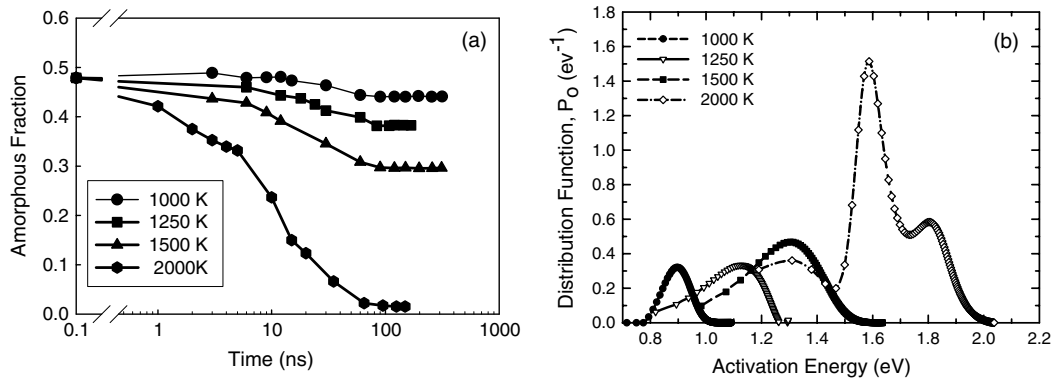 (a)
Amorphous Fraction
0.6
0.5
0.4
0.3
0.2
0.1
0.0
1000 K
1250 K
1500 K
2000K
0.1
1
10
100
1000
Time (ns)
(b)
Distribution Function, P₀ (ev⁻¹)
1.8
1.6
1.4
1.2
1.0
0.8
0.6
0.4
0.2
0.0
1000 K
1250 K
1500 K
2000 K
0.8 1.0 1.2 1.4 1.6 1.8 2.0 2.2
Activation Energy (eV)